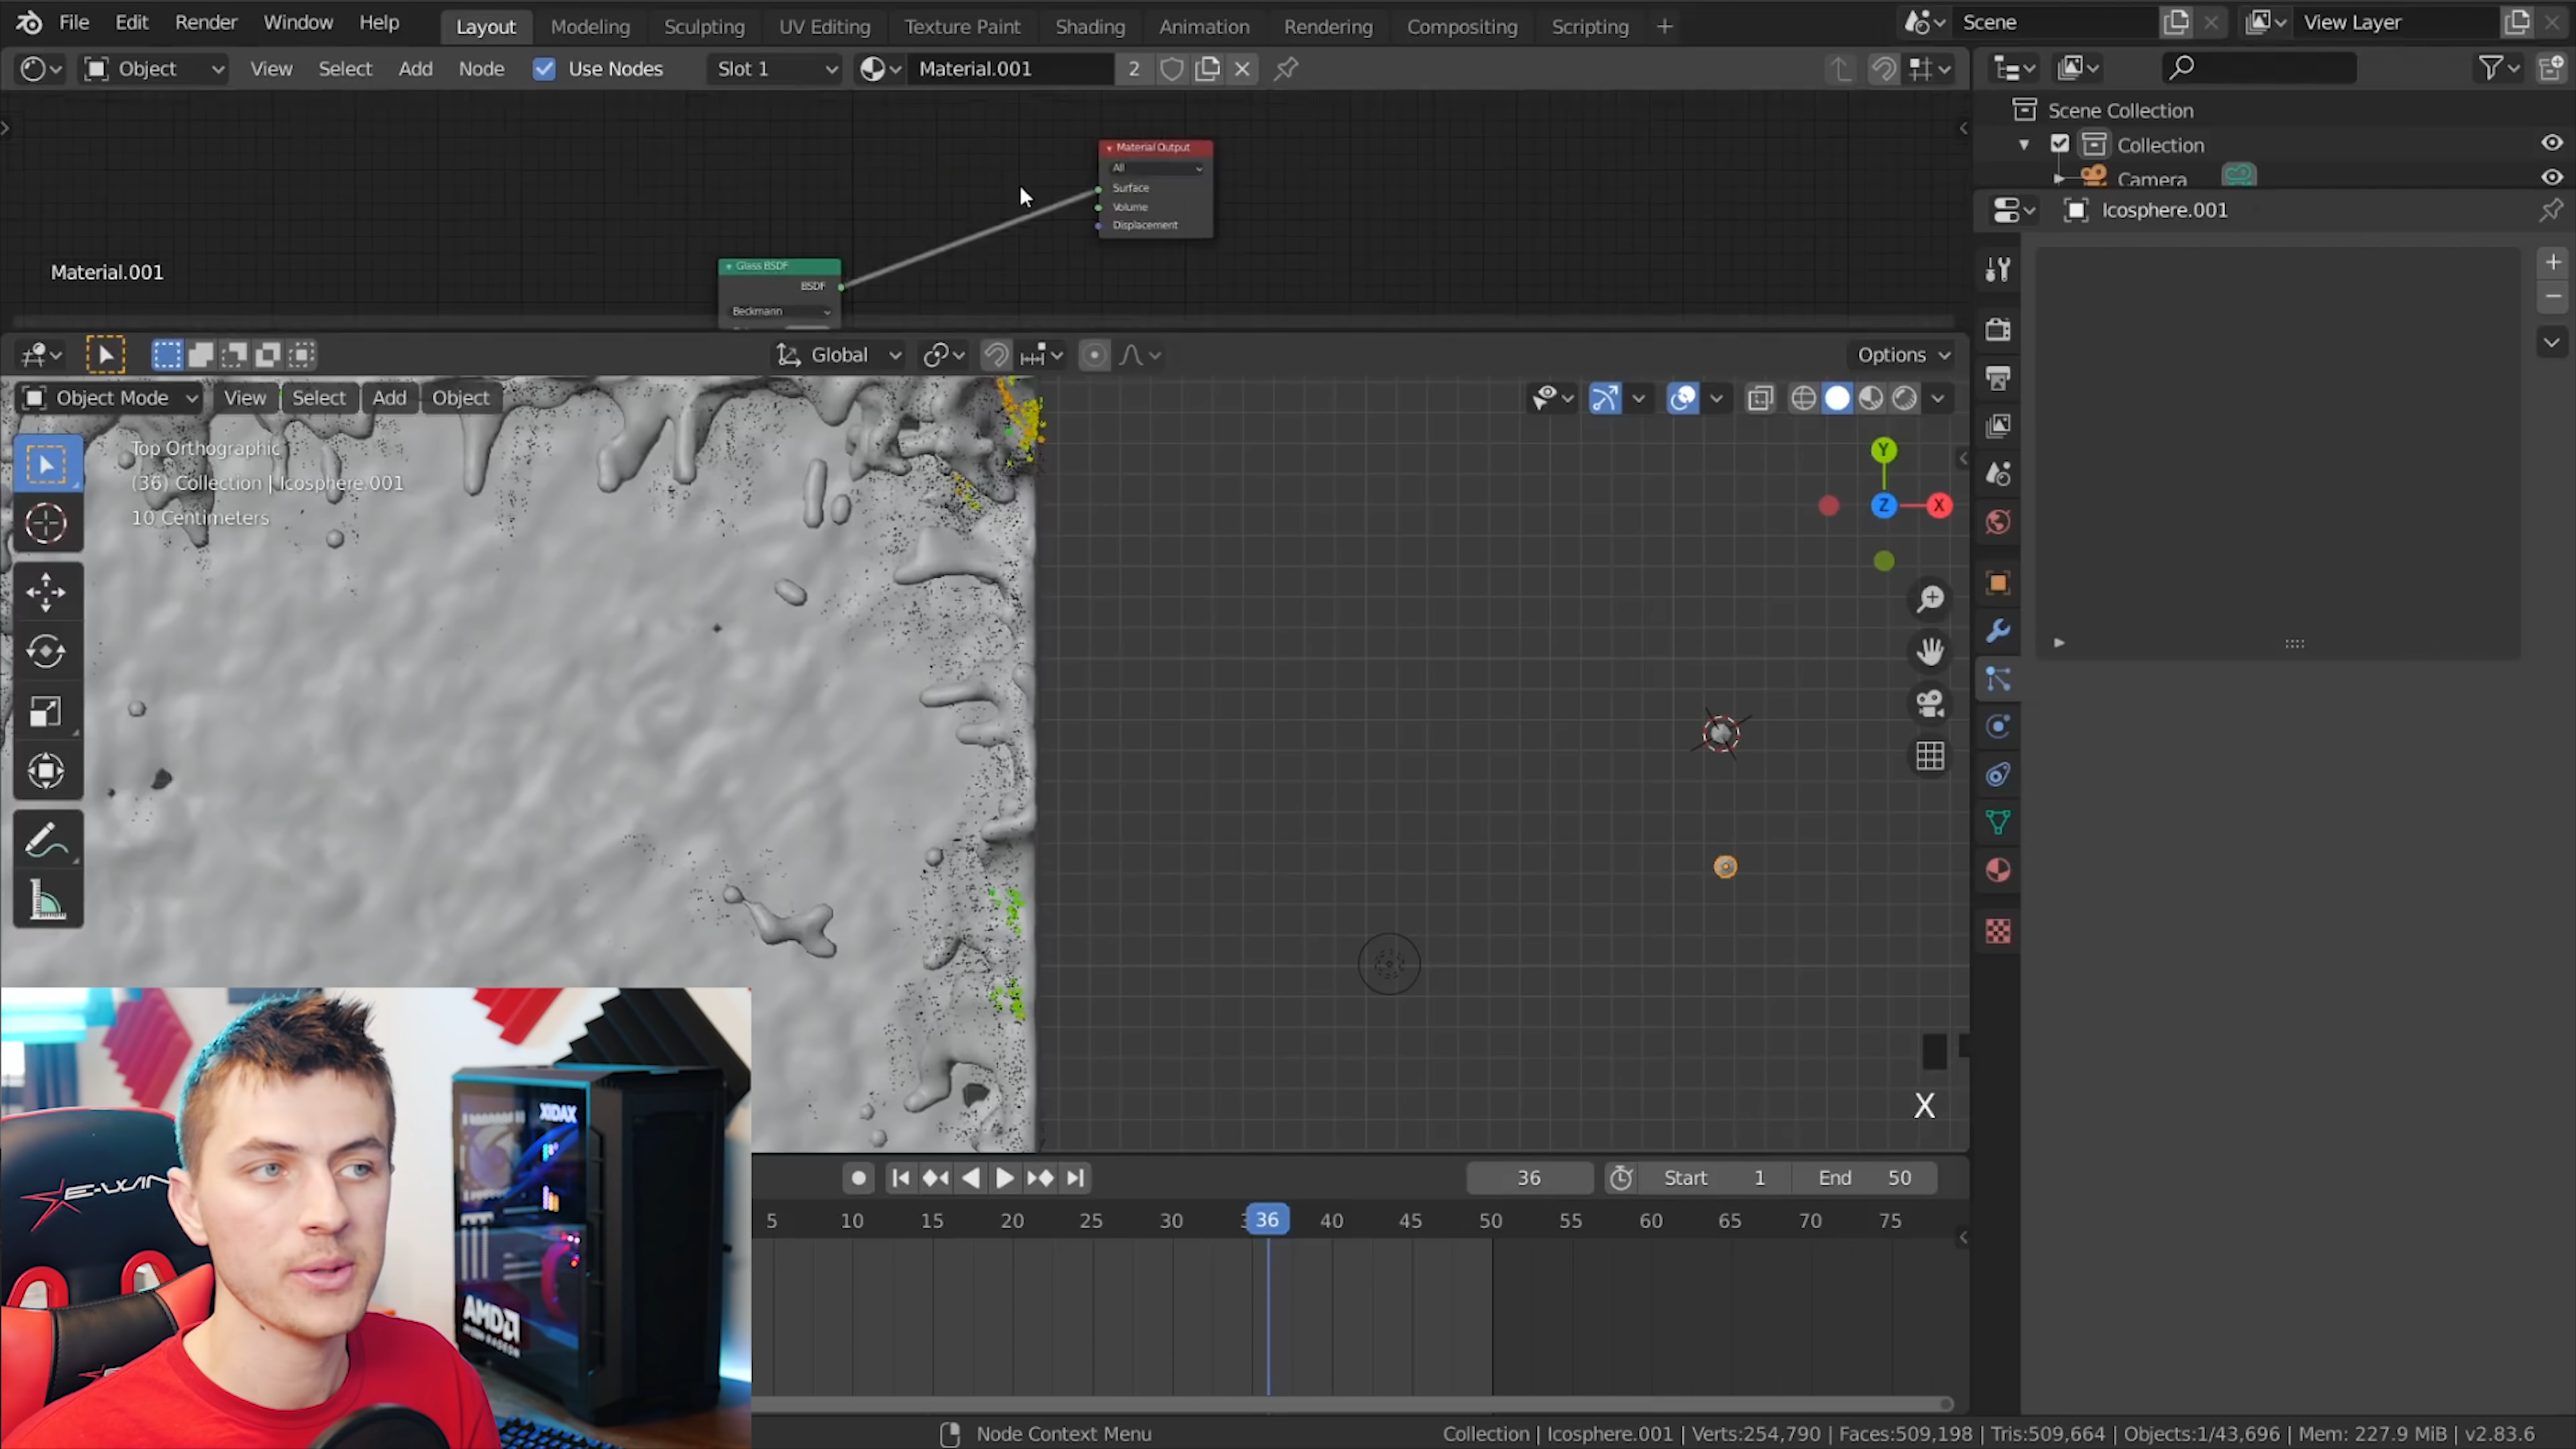 File Edit Render Window Help Layout Modeling Sculpting UV Editing Texture Paint Shading Animation Rendering Compositing Scripting + Scene View Layer
Object View Select Add Node Use Nodes Slot 1 Material.001 2
Scene Collection
Collection
Camera
Icosphere.001
Material Output
All
Surface
Volume
Displacement
Material.001
Glass BSDF
BSDF
Beckmann
Global Options
Object Mode View Select Add Object
Top Orthographic
(36) Collection | Icosphere.001
10 Centimeters
Y
Z X
X
XIDAX
E-WIN
AMD
36 Start 1 End 50
5 10 15 20 25 30 36 40 45 50 55 60 65 70 75
Node Context Menu
Collection | Icosphere.001 | Verts:254,790 | Faces:509,198 | Tris:509,664 | Objects:1/43,696 | Mem: 227.9 MiB | v2.83.6